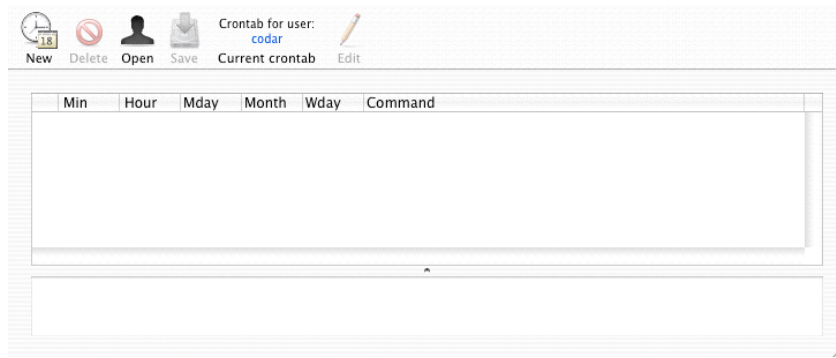 Crontab for user:
codar
18
New Delete Open Save Current crontab Edit
Min Hour Mday Month Wday Command